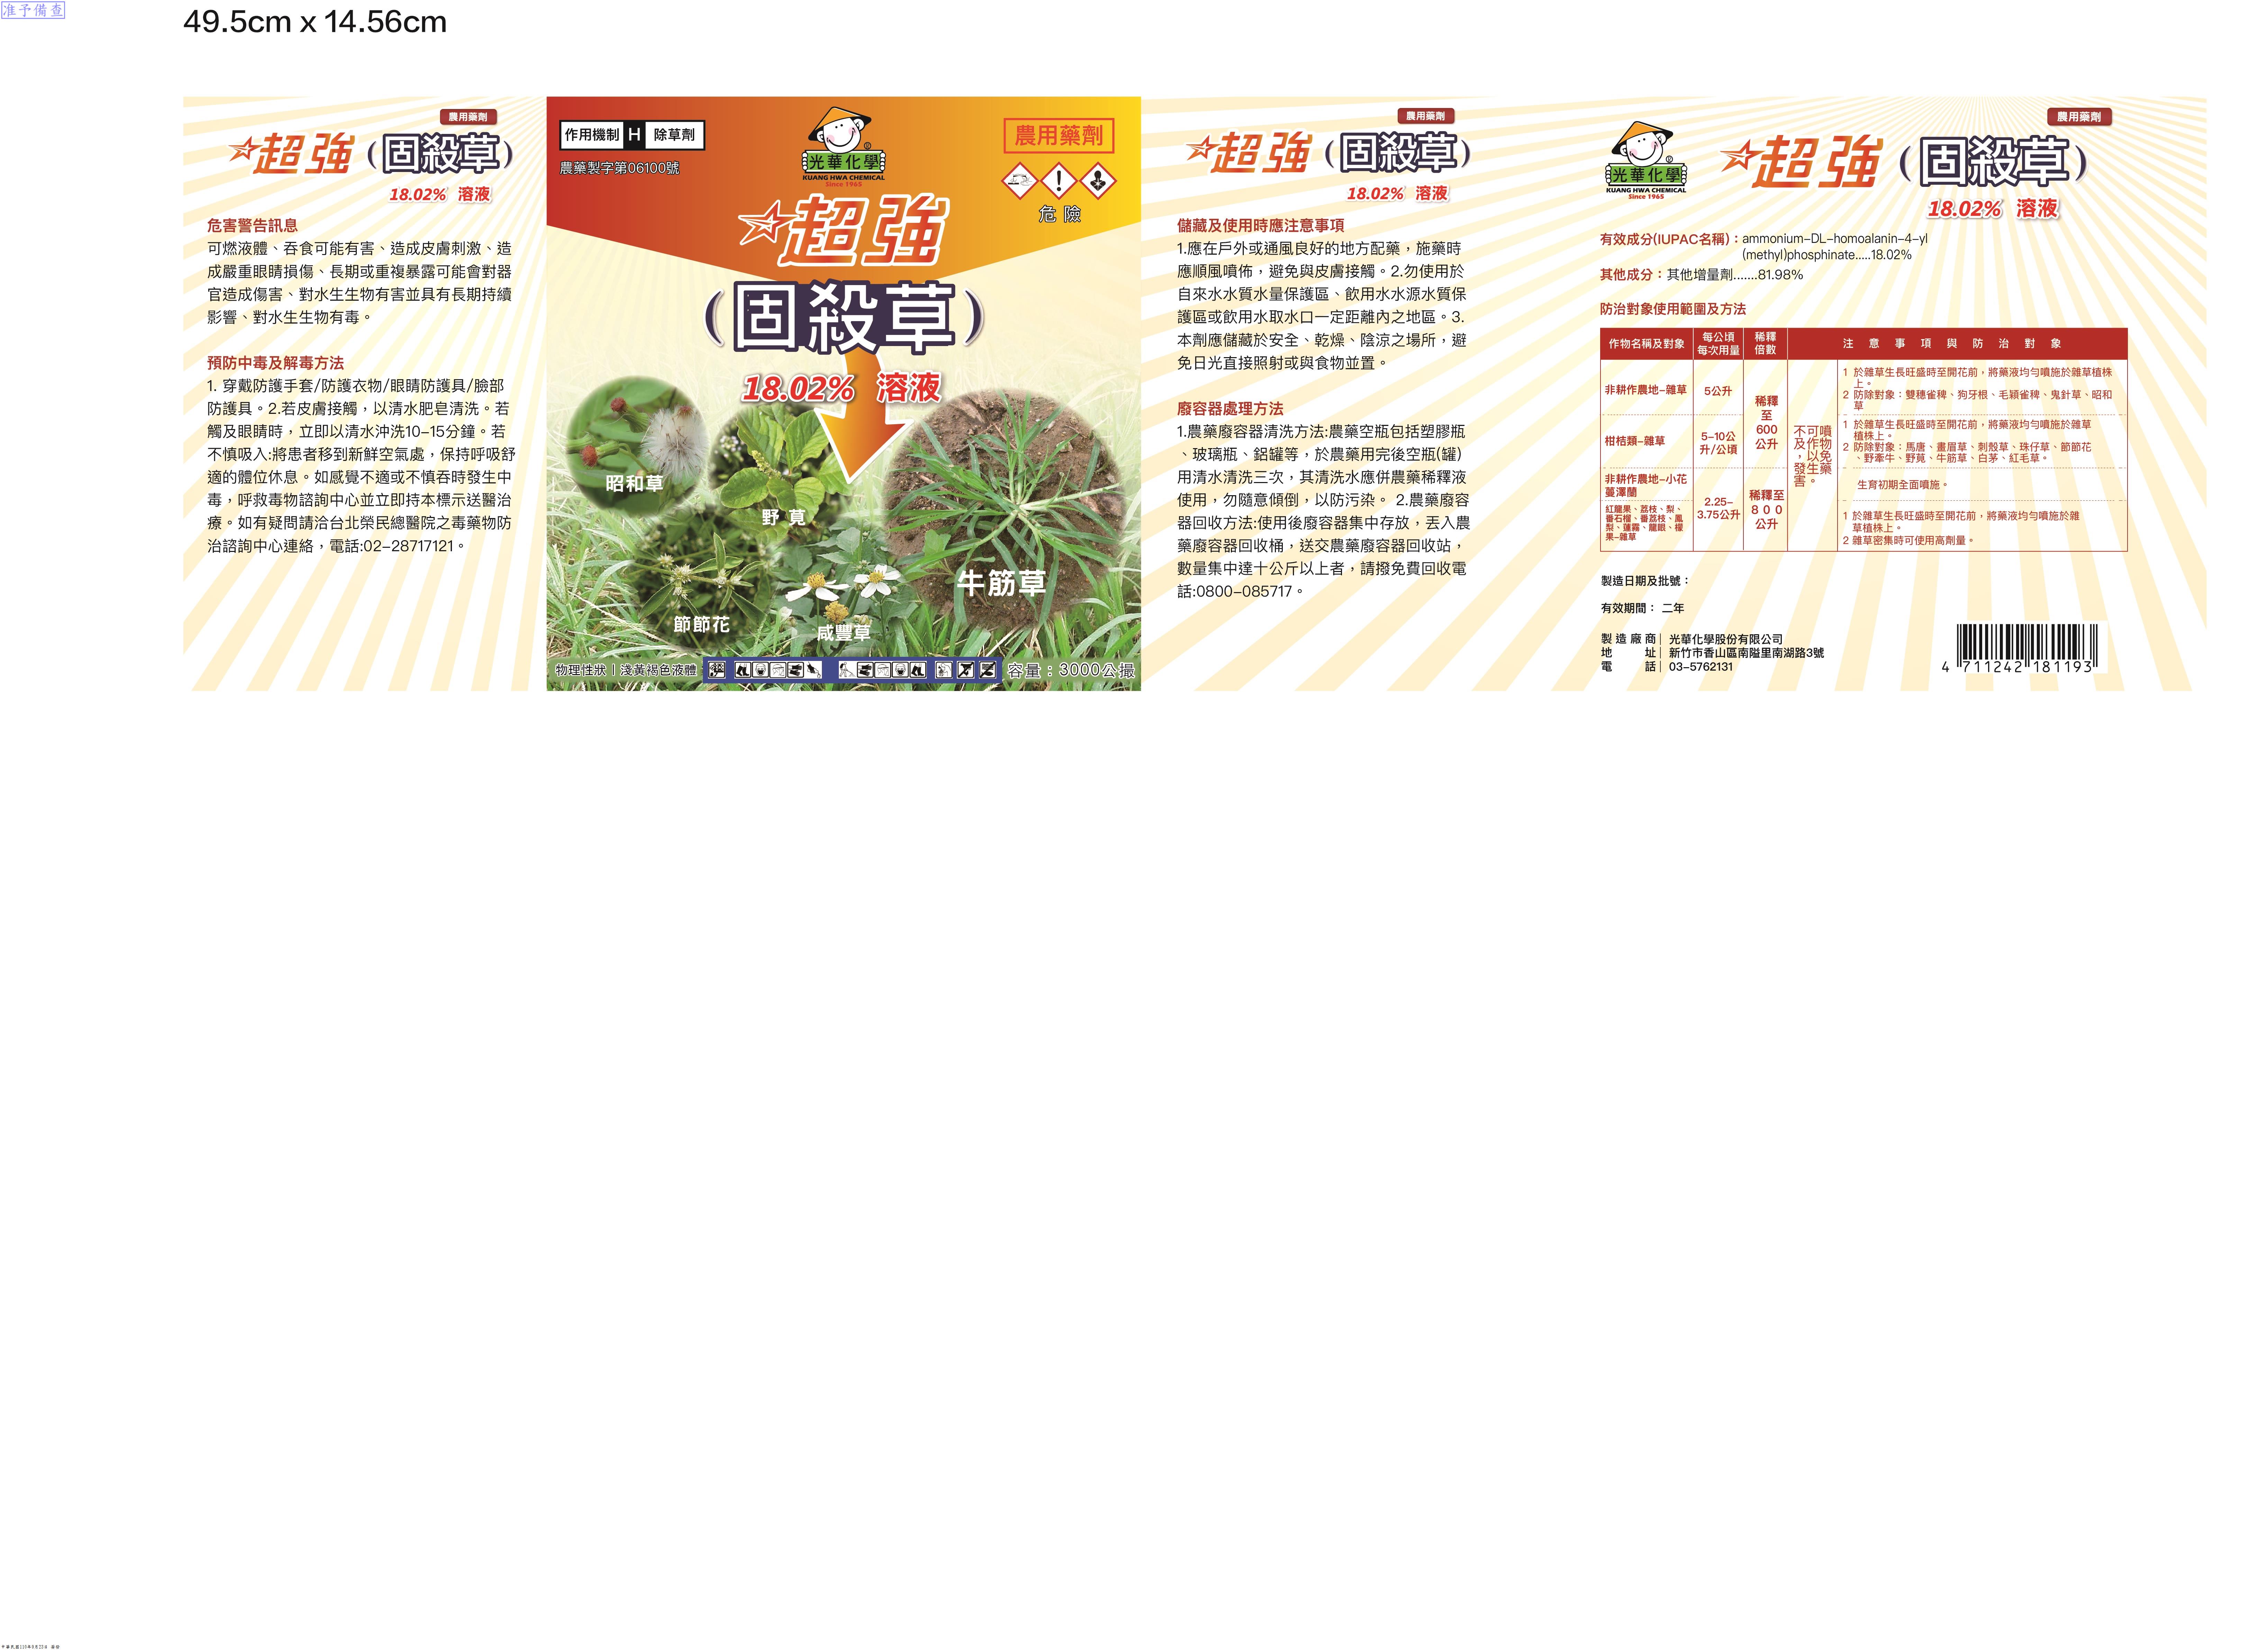 准予備查
49.5cm x 14.56cm
農用藥劑
超強(固殺草)
18.02% 溶液
危害警告訊息
可燃液體、吞食可能有害、造成皮膚刺激、造
成嚴重眼睛損傷、長期或重複暴露可能會對器
官造成傷害、對水生生物有害並具有長期持續
影響、對水生生物有毒。
預防中毒及解毒方法
1. 穿戴防護手套/防護衣物/眼睛防護具/臉部
防護具。2.若皮膚接觸，以清水肥皂清洗。若
觸及眼睛時，立即以清水沖洗10-15分鐘。若
不慎吸入:將患者移到新鮮空氣處，保持呼吸舒
適的體位休息。如感覺不適或不慎吞時發生中
毒，呼救毒物諮詢中心並立即持本標示送醫治
療。如有疑問請洽台北榮民總醫院之毒藥物防
治諮詢中心連絡，電話:02-28717121。
作用機制 H 除草劑
農藥製字第06100號
光華化學
®
KUANG HWA CHEMICAL
Since 1965
農用藥劑
危險
超強
(固殺草)
18.02% 溶液
昭和草
野莧
節節花
咸豐草
牛筋草
物理性狀|淺黃褐色液體
容量：3000公撮
農用藥劑
超強(固殺草)
18.02% 溶液
儲藏及使用時應注意事項
1.應在戶外或通風良好的地方配藥，施藥時
應順風噴佈，避免與皮膚接觸。2.勿使用於
自來水水質水量保護區、飲用水水源水質保
護區或飲用水取水口一定距離內之地區。3.
本劑應儲藏於安全、乾燥、陰涼之場所，避
免日光直接照射或與食物並置。
廢容器處理方法
1.農藥廢容器清洗方法:農藥空瓶包括塑膠瓶
、玻璃瓶、鋁罐等，於農藥用完後空瓶(罐)
用清水清洗三次，其清洗水應併農藥稀釋液
使用，勿隨意傾倒，以防污染。 2.農藥廢容
器回收方法:使用後廢容器集中存放，丟入農
藥廢容器回收桶，送交農藥廢容器回收站，
數量集中達十公斤以上者，請撥免費回收電
話:0800-085717。
農用藥劑
光華化學
®
KUANG HWA CHEMICAL
Since 1965
超強(固殺草)
18.02% 溶液
有效成分(IUPAC名稱)：ammonium-DL-homoalanin-4-yl
(methyl)phosphinate.....18.02%
其他成分：其他增量劑.......81.98%
防治對象使用範圍及方法
作物名稱及對象 每公頃每次用量 稀釋倍數 注意事項與防治對象
非耕作農地-雜草 5公升
稀釋至600公升
不可噴及作物，以免發生藥害。
1 於雜草生長旺盛時至開花前，將藥液均勻噴施於雜草植株
上。
2 防除對象：雙穗雀稗、狗牙根、毛穎雀稗、鬼針草、昭和
草
柑桔類-雜草 5-10公升/公頃
1 於雜草生長旺盛時至開花前，將藥液均勻噴施於雜草
植株上。
2 防除對象：馬唐、畫眉草、刺殼草、珠仔草、節節花
、野牽牛、野莧、牛筋草、白茅、紅毛草。
非耕作農地-小花
蔓澤蘭
2.25-
3.75公升
稀釋至
800
公升
生育初期全面噴施。
紅龍果、荔枝、梨、
番石榴、番荔枝、鳳
梨、蓮霧、龍眼、檬
果-雜草
1 於雜草生長旺盛時至開花前，將藥液均勻噴施於雜
草植株上。
2 雜草密集時可使用高劑量。
製造日期及批號：
有效期間： 二年
製造廠商| 光華化學股份有限公司
地址| 新竹市香山區南隘里南湖路3號
電話| 03-5762131
4 711242 181193